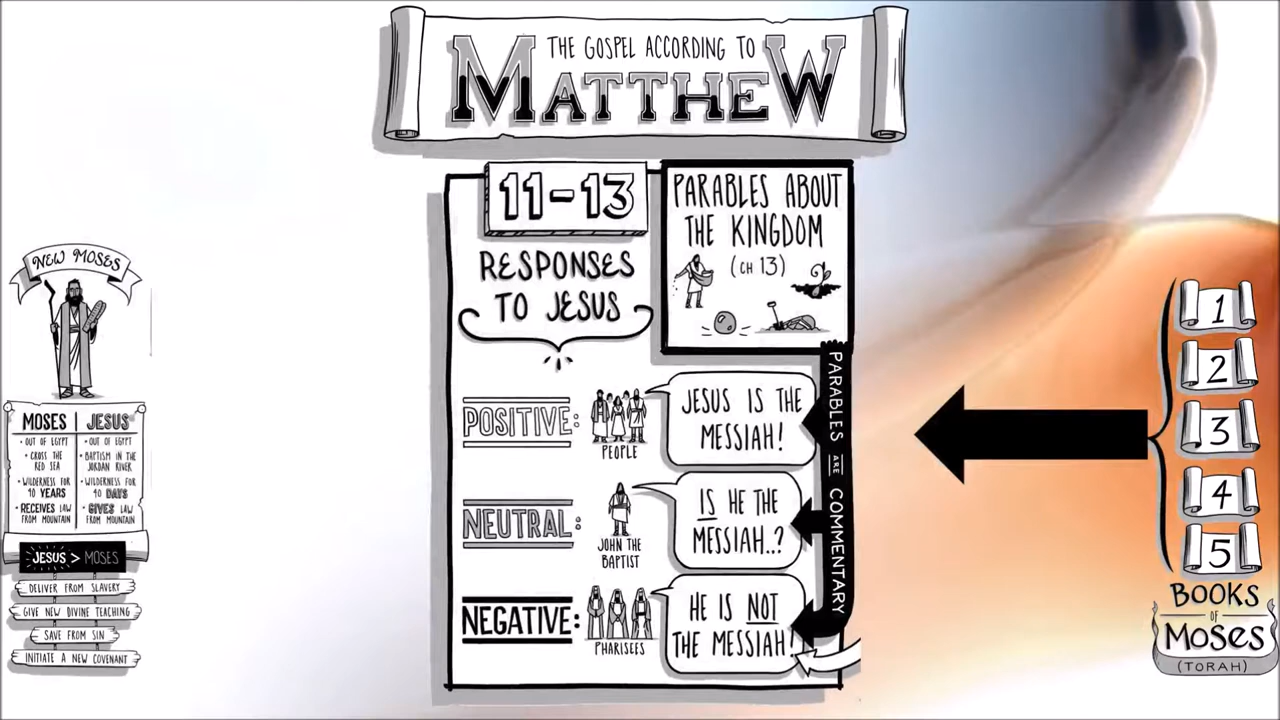 THE GOSPEL ACCORDING TO
MATTHEW
11-13
RESPONSES
TO JESUS
PARABLES ABOUT
THE KINGDOM
(CH 13)
POSITIVE:
PEOPLE
JESUS IS THE
MESSIAH!
NEUTRAL:
JOHN THE
BAPTIST
IS HE THE
MESSIAH..?
NEGATIVE:
PHARISEES
HE IS NOT
THE MESSIAH!
PARABLES ARE COMMENTARY
NEW MOSES
MOSES | JESUS
• OUT OF EGYPT • OUT OF EGYPT
• CROSS THE • BAPTISM IN THE
RED SEA JORDAN RIVER
• WILDERNESS FOR • WILDERNESS FOR
40 YEARS 40 DAYS
• RECEIVES LAW • GIVES LAW
FROM MOUNTAIN FROM MOUNTAIN
JESUS > MOSES
DELIVER FROM SLAVERY
GIVE NEW DIVINE TEACHING
SAVE FROM SIN
INITIATE A NEW COVENANT
1
2
3
4
5
BOOKS
OF
MOSES
(TORAH)